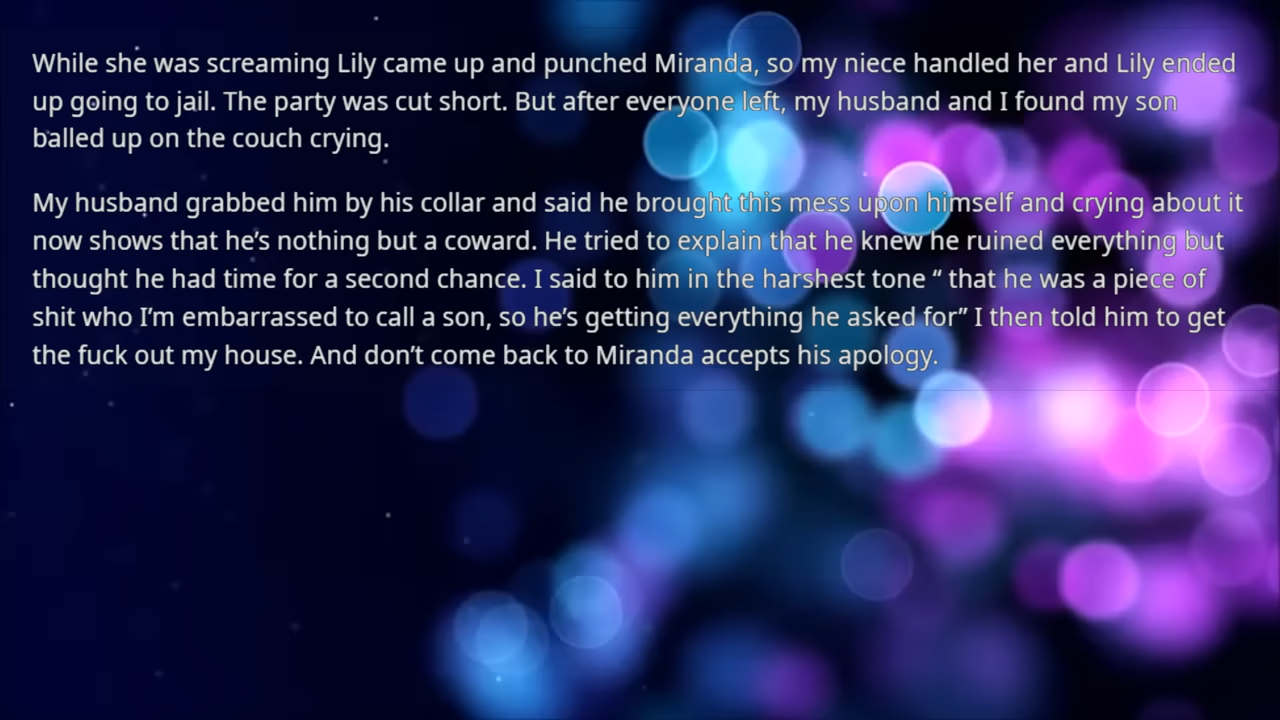 While she was screaming Lily came up and punched Miranda, so my niece handled her and Lily ended
up going to jail. The party was cut short. But after everyone left, my husband and I found my son
balled up on the couch crying.
My husband grabbed him by his collar and said he brought this mess upon himself and crying about it
now shows that he’s nothing but a coward. He tried to explain that he knew he ruined everything but
thought he had time for a second chance. I said to him in the harshest tone “ that he was a piece of
shit who I’m embarrassed to call a son, so he’s getting everything he asked for” I then told him to get
the fuck out my house. And don’t come back to Miranda accepts his apology.